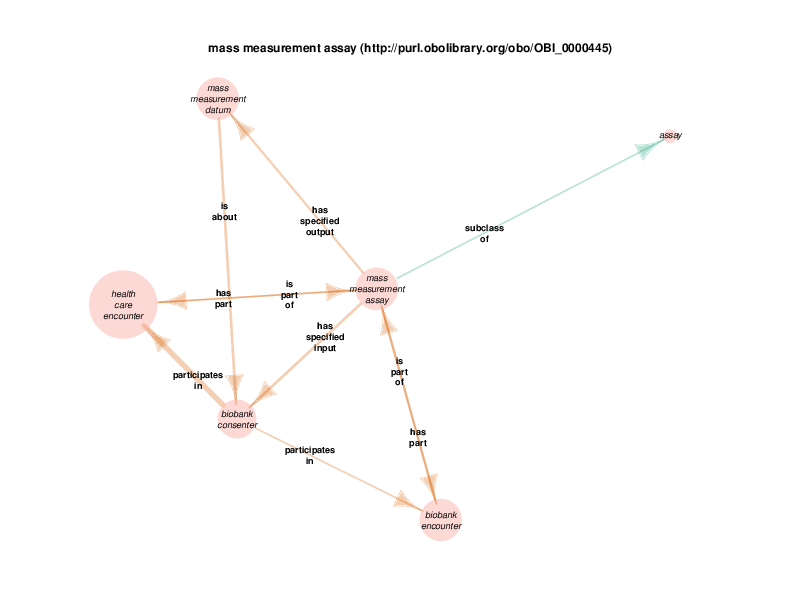 mass measurement assay (http://purl.obolibrary.org/obo/OBI_0000445)
mass
measurement
datum
assay
is
about
has
specified
output
subclass
of
health
care
encounter
has
part
is
part
of
mass
measurement
assay
has
specified
input
participates
in
is
part
of
biobank
consenter
has
part
participates
in
biobank
encounter